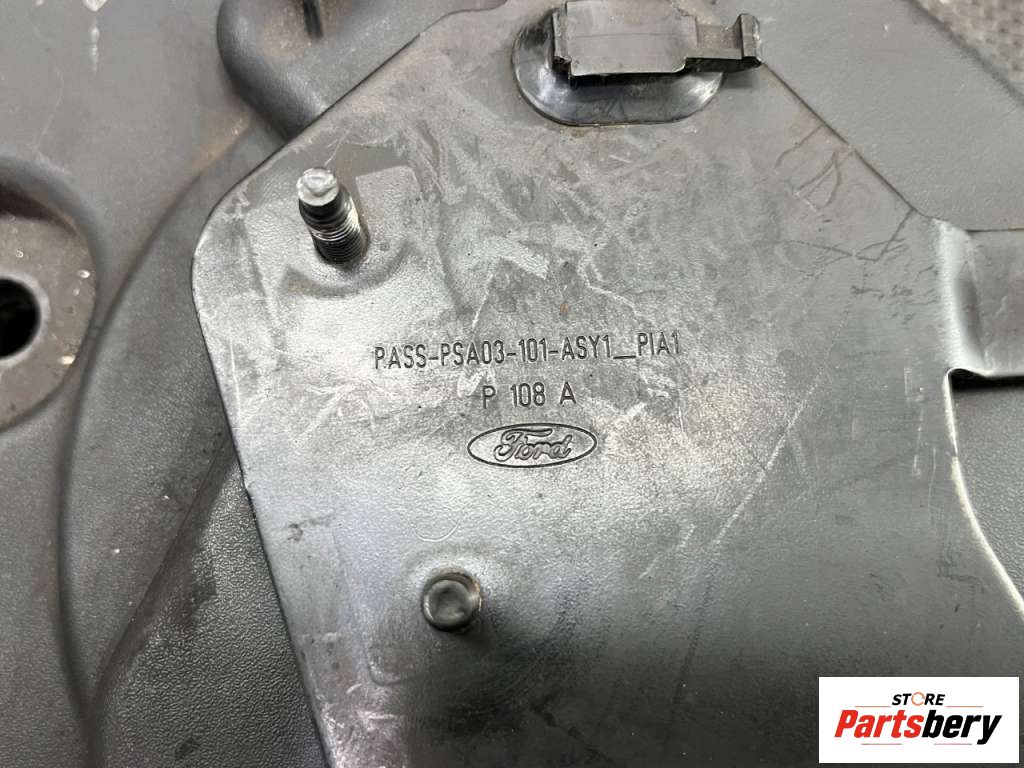 PASS-PSA03-101-ASY1_PIA1
P 108 A
Ford
STORE
Partsbery